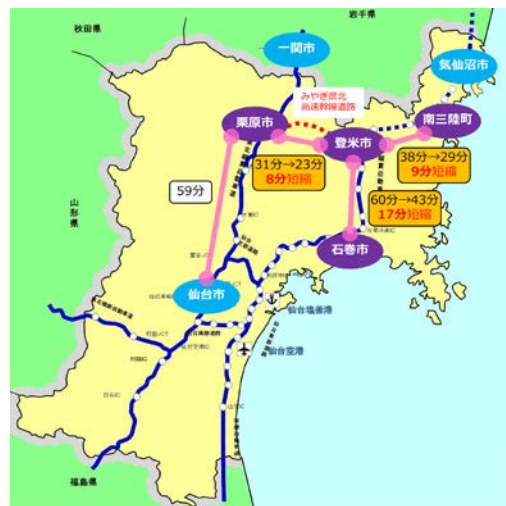 秋田県
岩手県
一関市
気仙沼市
みやぎ県北
高速幹線道路
栗原市
南三陸町
登米市
31分→23分
8分短縮
38分→29分
9分短縮
59分
60分→43分
17分短縮
山形県
石巻市
仙台市
仙台塩釜港
仙台空港
福島県